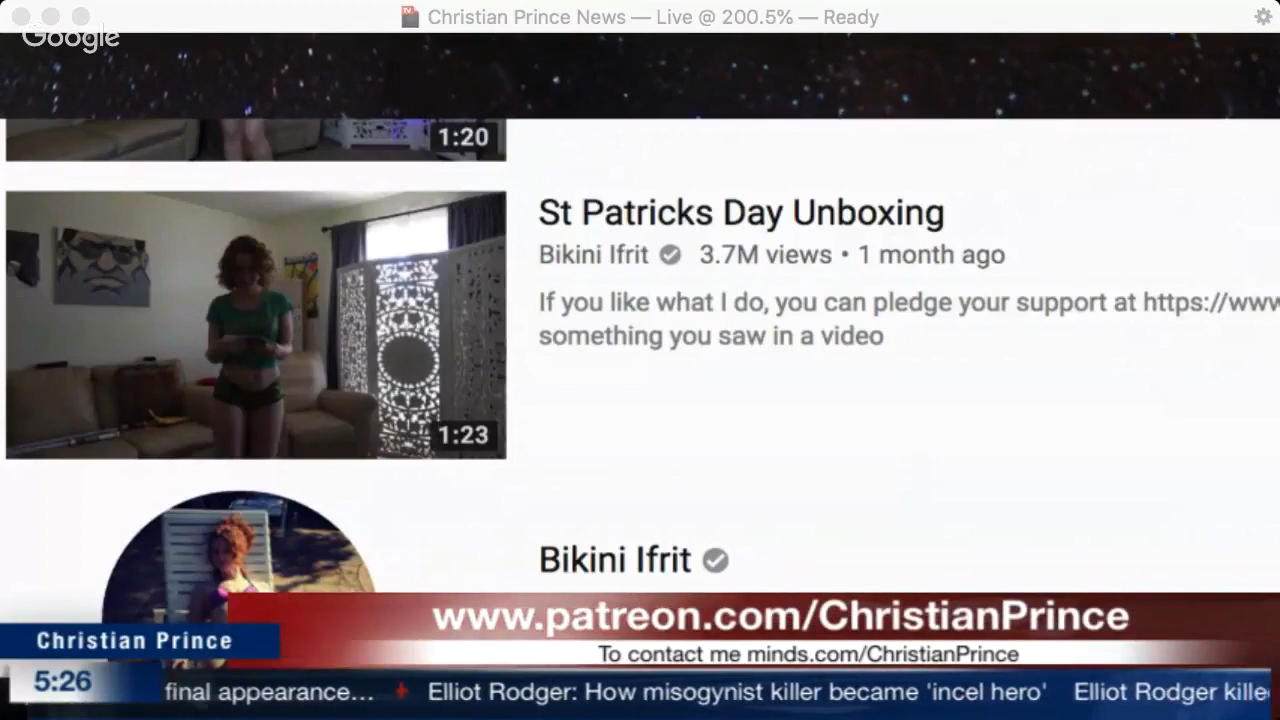 Christian Prince News — Live @ 200.5% — Ready
Google
1:20
St Patricks Day Unboxing
Bikini Ifrit 3.7M views • 1 month ago
If you like what I do, you can pledge your support at https://www
something you saw in a video
1:23
Bikini Ifrit
www.patreon.com/ChristianPrince
Christian Prince
To contact me minds.com/ChristianPrince
5:26
final appearance... Elliot Rodger: How misogynist killer became 'incel hero' Elliot Rodger kille